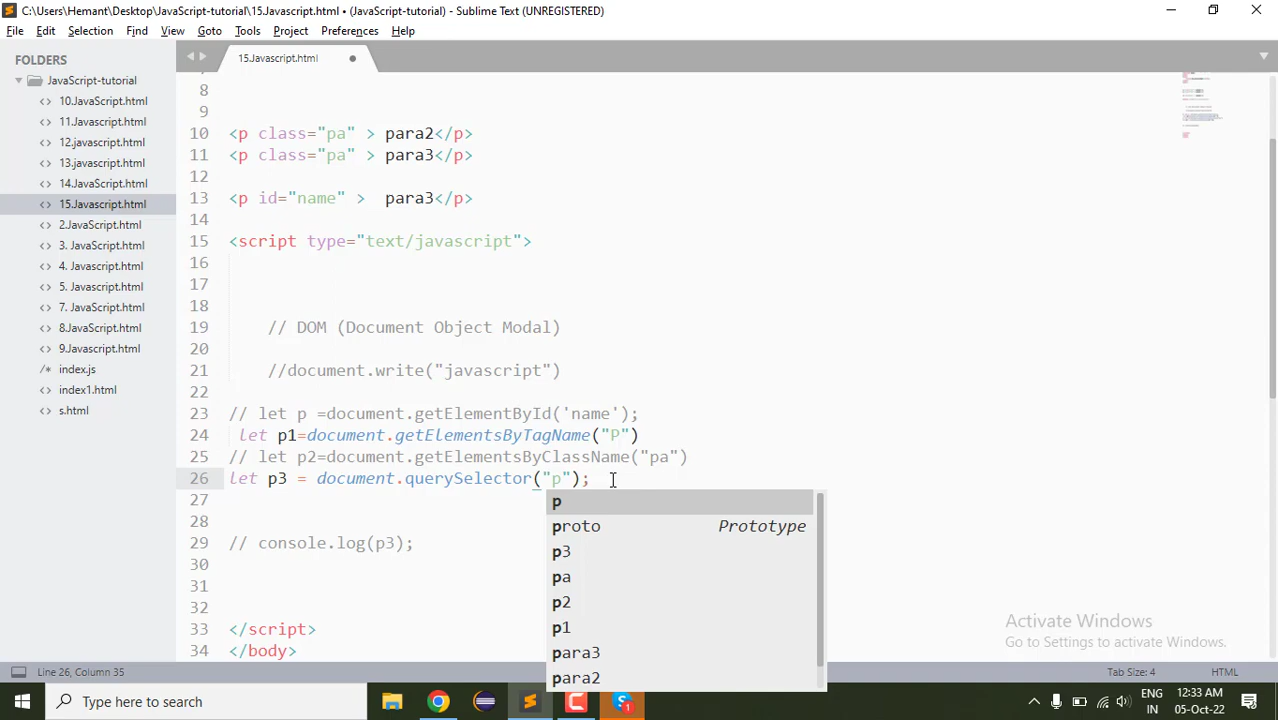 C:\Users\Hemant\Desktop\JavaScript-tutorial\15.Javascript.html • (JavaScript-tutorial) - Sublime Text (UNREGISTERED)
File Edit Selection Find View Goto Tools Project Preferences Help
FOLDERS
JavaScript-tutorial
10.JavaScript.html
11.JavaScript.html
12.javascript.html
13.javascript.html
14.JavaScript.html
15.Javascript.html
2.JavaScript.html
3. JavaScript.html
4. Javascript.html
5. Javascript.html
7. JavaScript.html
8.JavaScript.html
9.Javascript.html
/* index.js
index1.html
s.html
15.Javascript.html
8
9
10 <p class="pa" > para2</p>
11 <p class="pa" > para3</p>
12
13 <p id="name" >  para3</p>
14
15 <script type="text/javascript">
16
17
18
19 // DOM (Document Object Modal)
20
21 //document.write("javascript")
22
23 // let p =document.getElementById('name');
24 let p1=document.getElementsByTagName("P")
25 // let p2=document.getElementsByClassName("pa")
26 let p3 = document.querySelector("p");
27
28
29 // console.log(p3);
30
31
32
33 </script>
34 </body>
p
proto Prototype
p3
pa
p2
p1
para3
para2
Activate Windows
Go to Settings to activate Windows.
Line 26, Column 35
Tab Size: 4 HTML
Type here to search
1
ENG
IN
12:33 AM
05-Oct-22